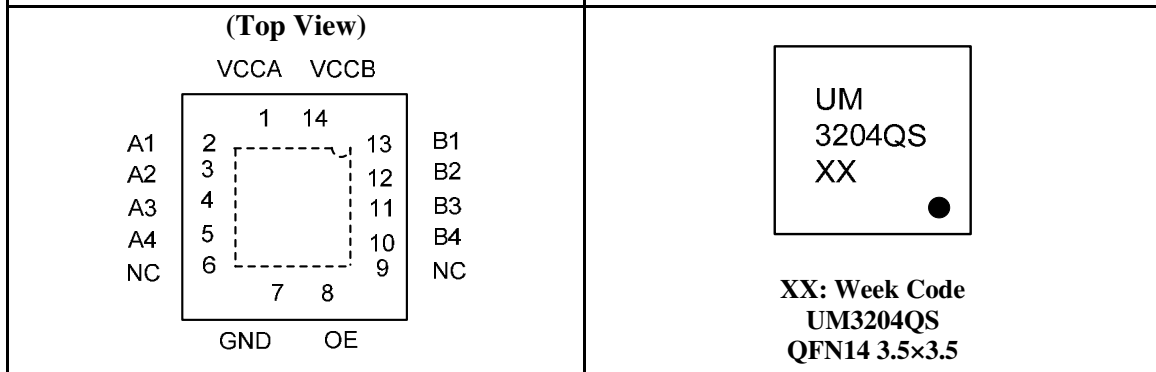 (Top View)
VCCA VCCB
1 14
A1 2 13 B1
A2 3 12 B2
A3 4 11 B3
A4 5 10 B4
NC 6 9 NC
7 8
GND OE
UM
3204QS
XX
XX: Week Code
UM3204QS
QFN14 3.5×3.5